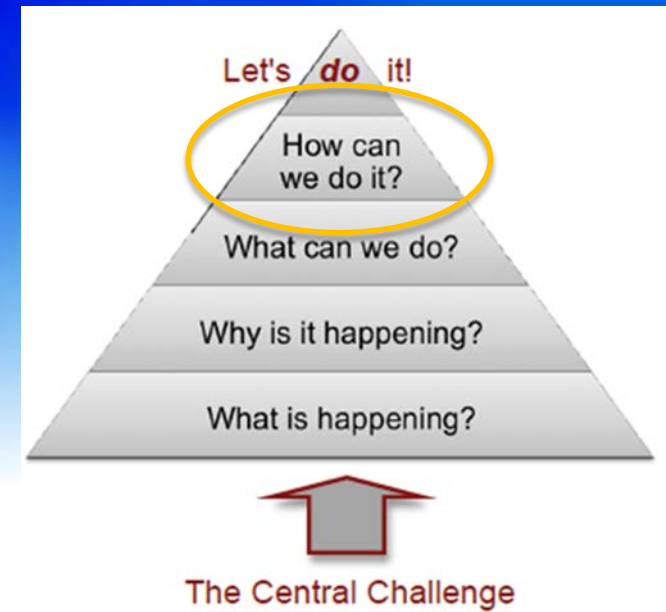 Let's do it!
How can
we do it?
What can we do?
Why is it happening?
What is happening?
The Central Challenge